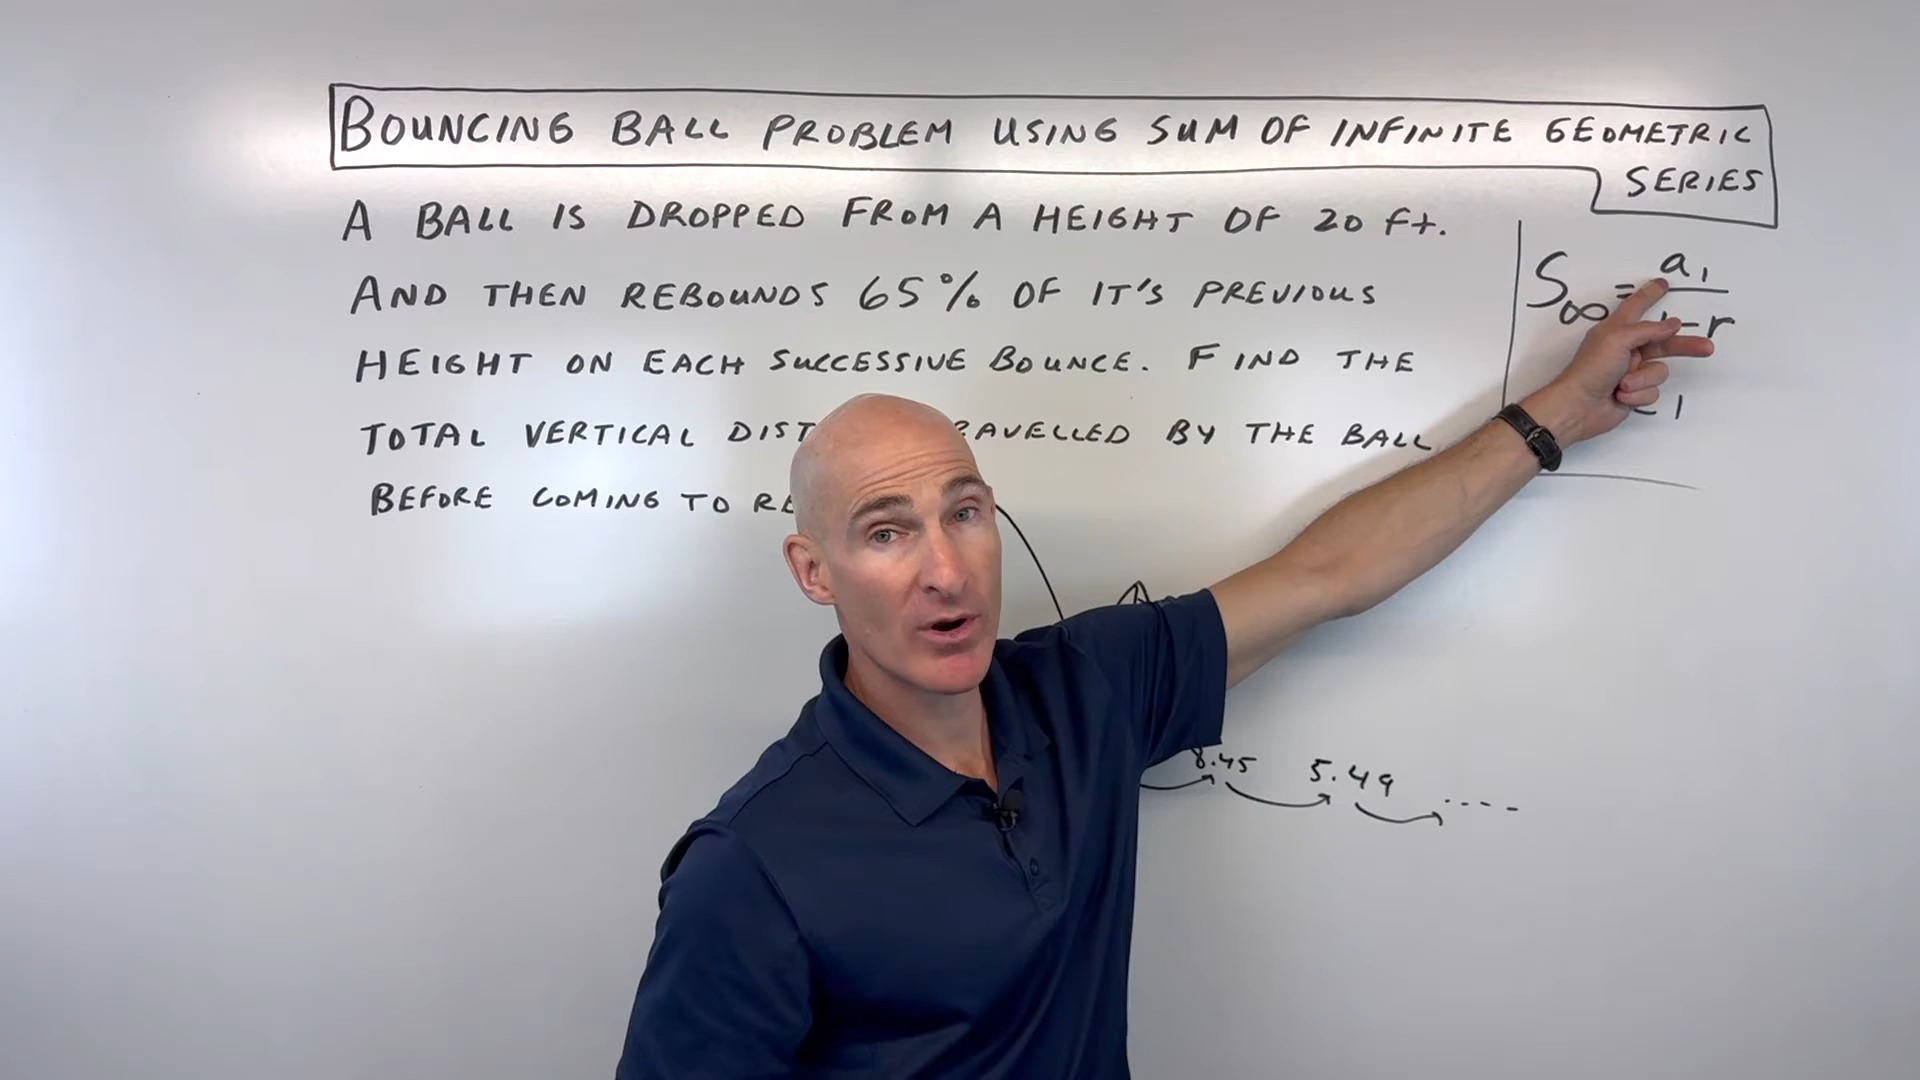 BOUNCING BALL PROBLEM USING SUM OF INFINITE GEOMETRIC
SERIES
A BALL IS DROPPED FROM A HEIGHT OF 20 ft.
AND THEN REBOUNDS 65% OF IT'S PREVIOUS
HEIGHT ON EACH SUCCESSIVE BOUNCE. FIND THE
TOTAL VERTICAL BY THE BALL
BEFORE COMING TO
S∞ = a₁
-r
1
8.45 5.49 ....